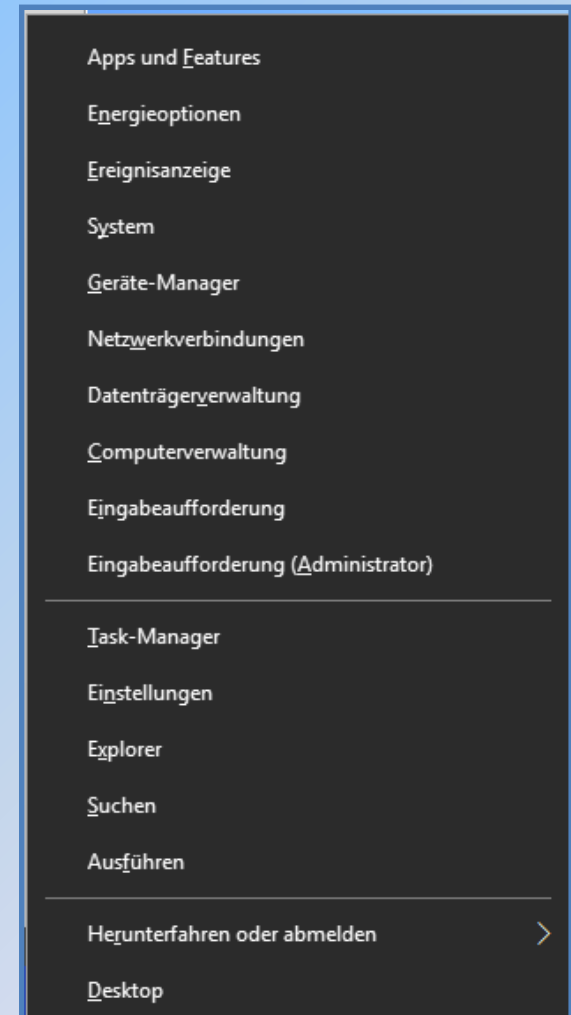 Apps und Features
Energieoptionen
Ereignisanzeige
System
Geräte-Manager
Netzwerkverbindungen
Datenträgerverwaltung
Computerverwaltung
Eingabeaufforderung
Eingabeaufforderung (Administrator)
Task-Manager
Einstellungen
Explorer
Suchen
Ausführen
Herunterfahren oder abmelden
Desktop